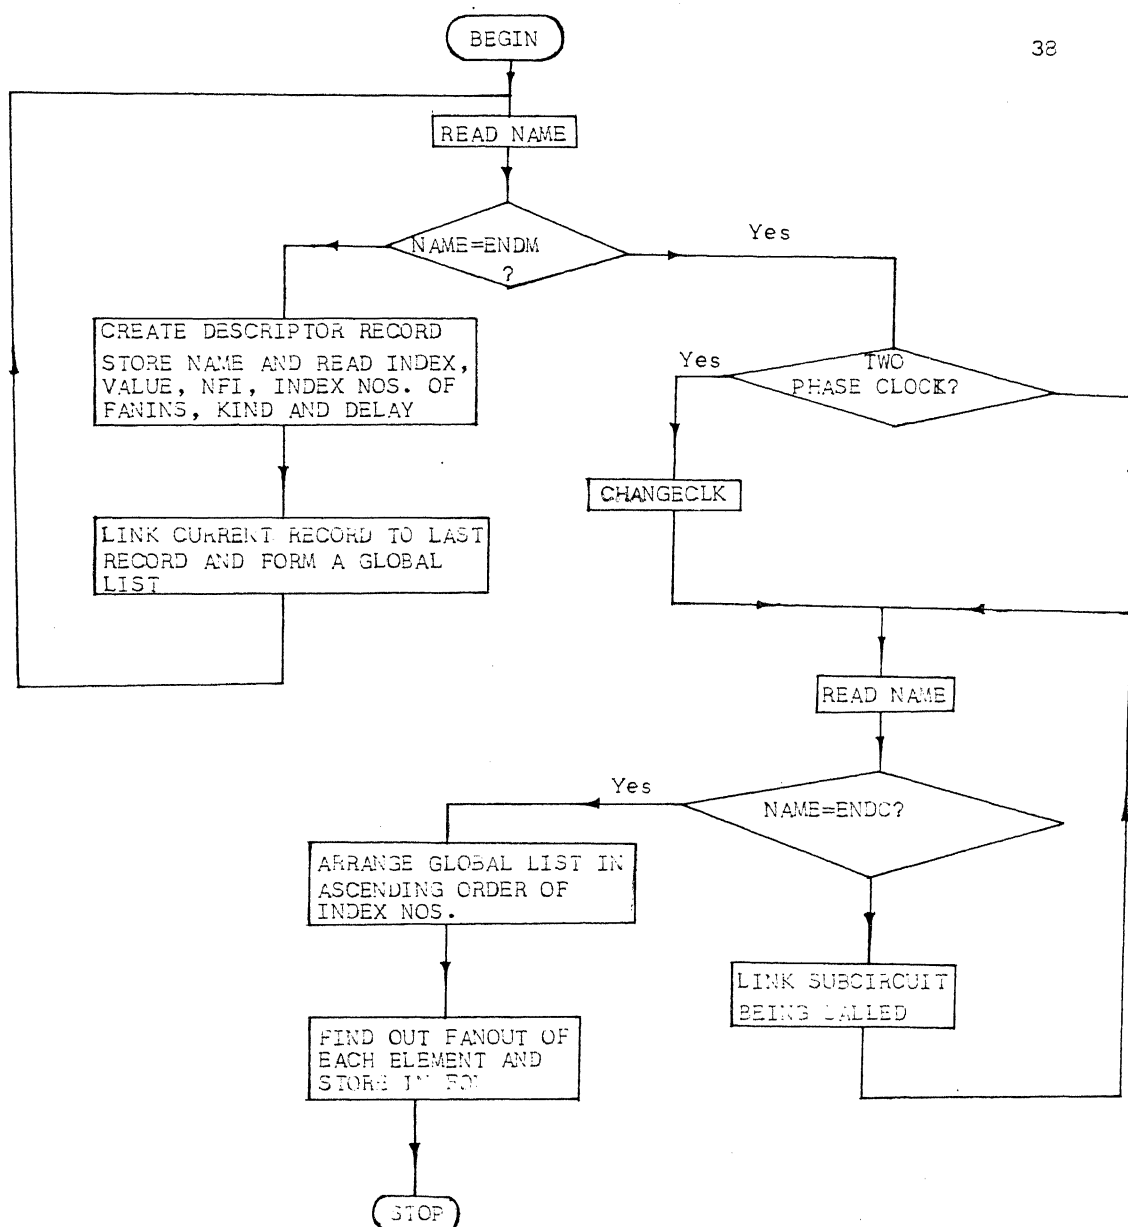 BEGIN
38
READ NAME
NAME=ENDM
?
Yes
CREATE DESCRIPTOR RECORD
STORE NAME AND READ INDEX,
VALUE, NFI, INDEX NOS. OF
FANINS, KIND AND DELAY
LINK CURRENT RECORD TO LAST
RECORD AND FORM A GLOBAL
LIST
Yes
TWO
PHASE CLOCK?
CHANGECLK
READ NAME
NAME=ENDC?
Yes
ARRANGE GLOBAL LIST IN
ASCENDING ORDER OF
INDEX NOS.
LINK SUBCIRCUIT
BEING CALLED
FIND OUT FANOUT OF
EACH ELEMENT AND
STORE IN
STOP